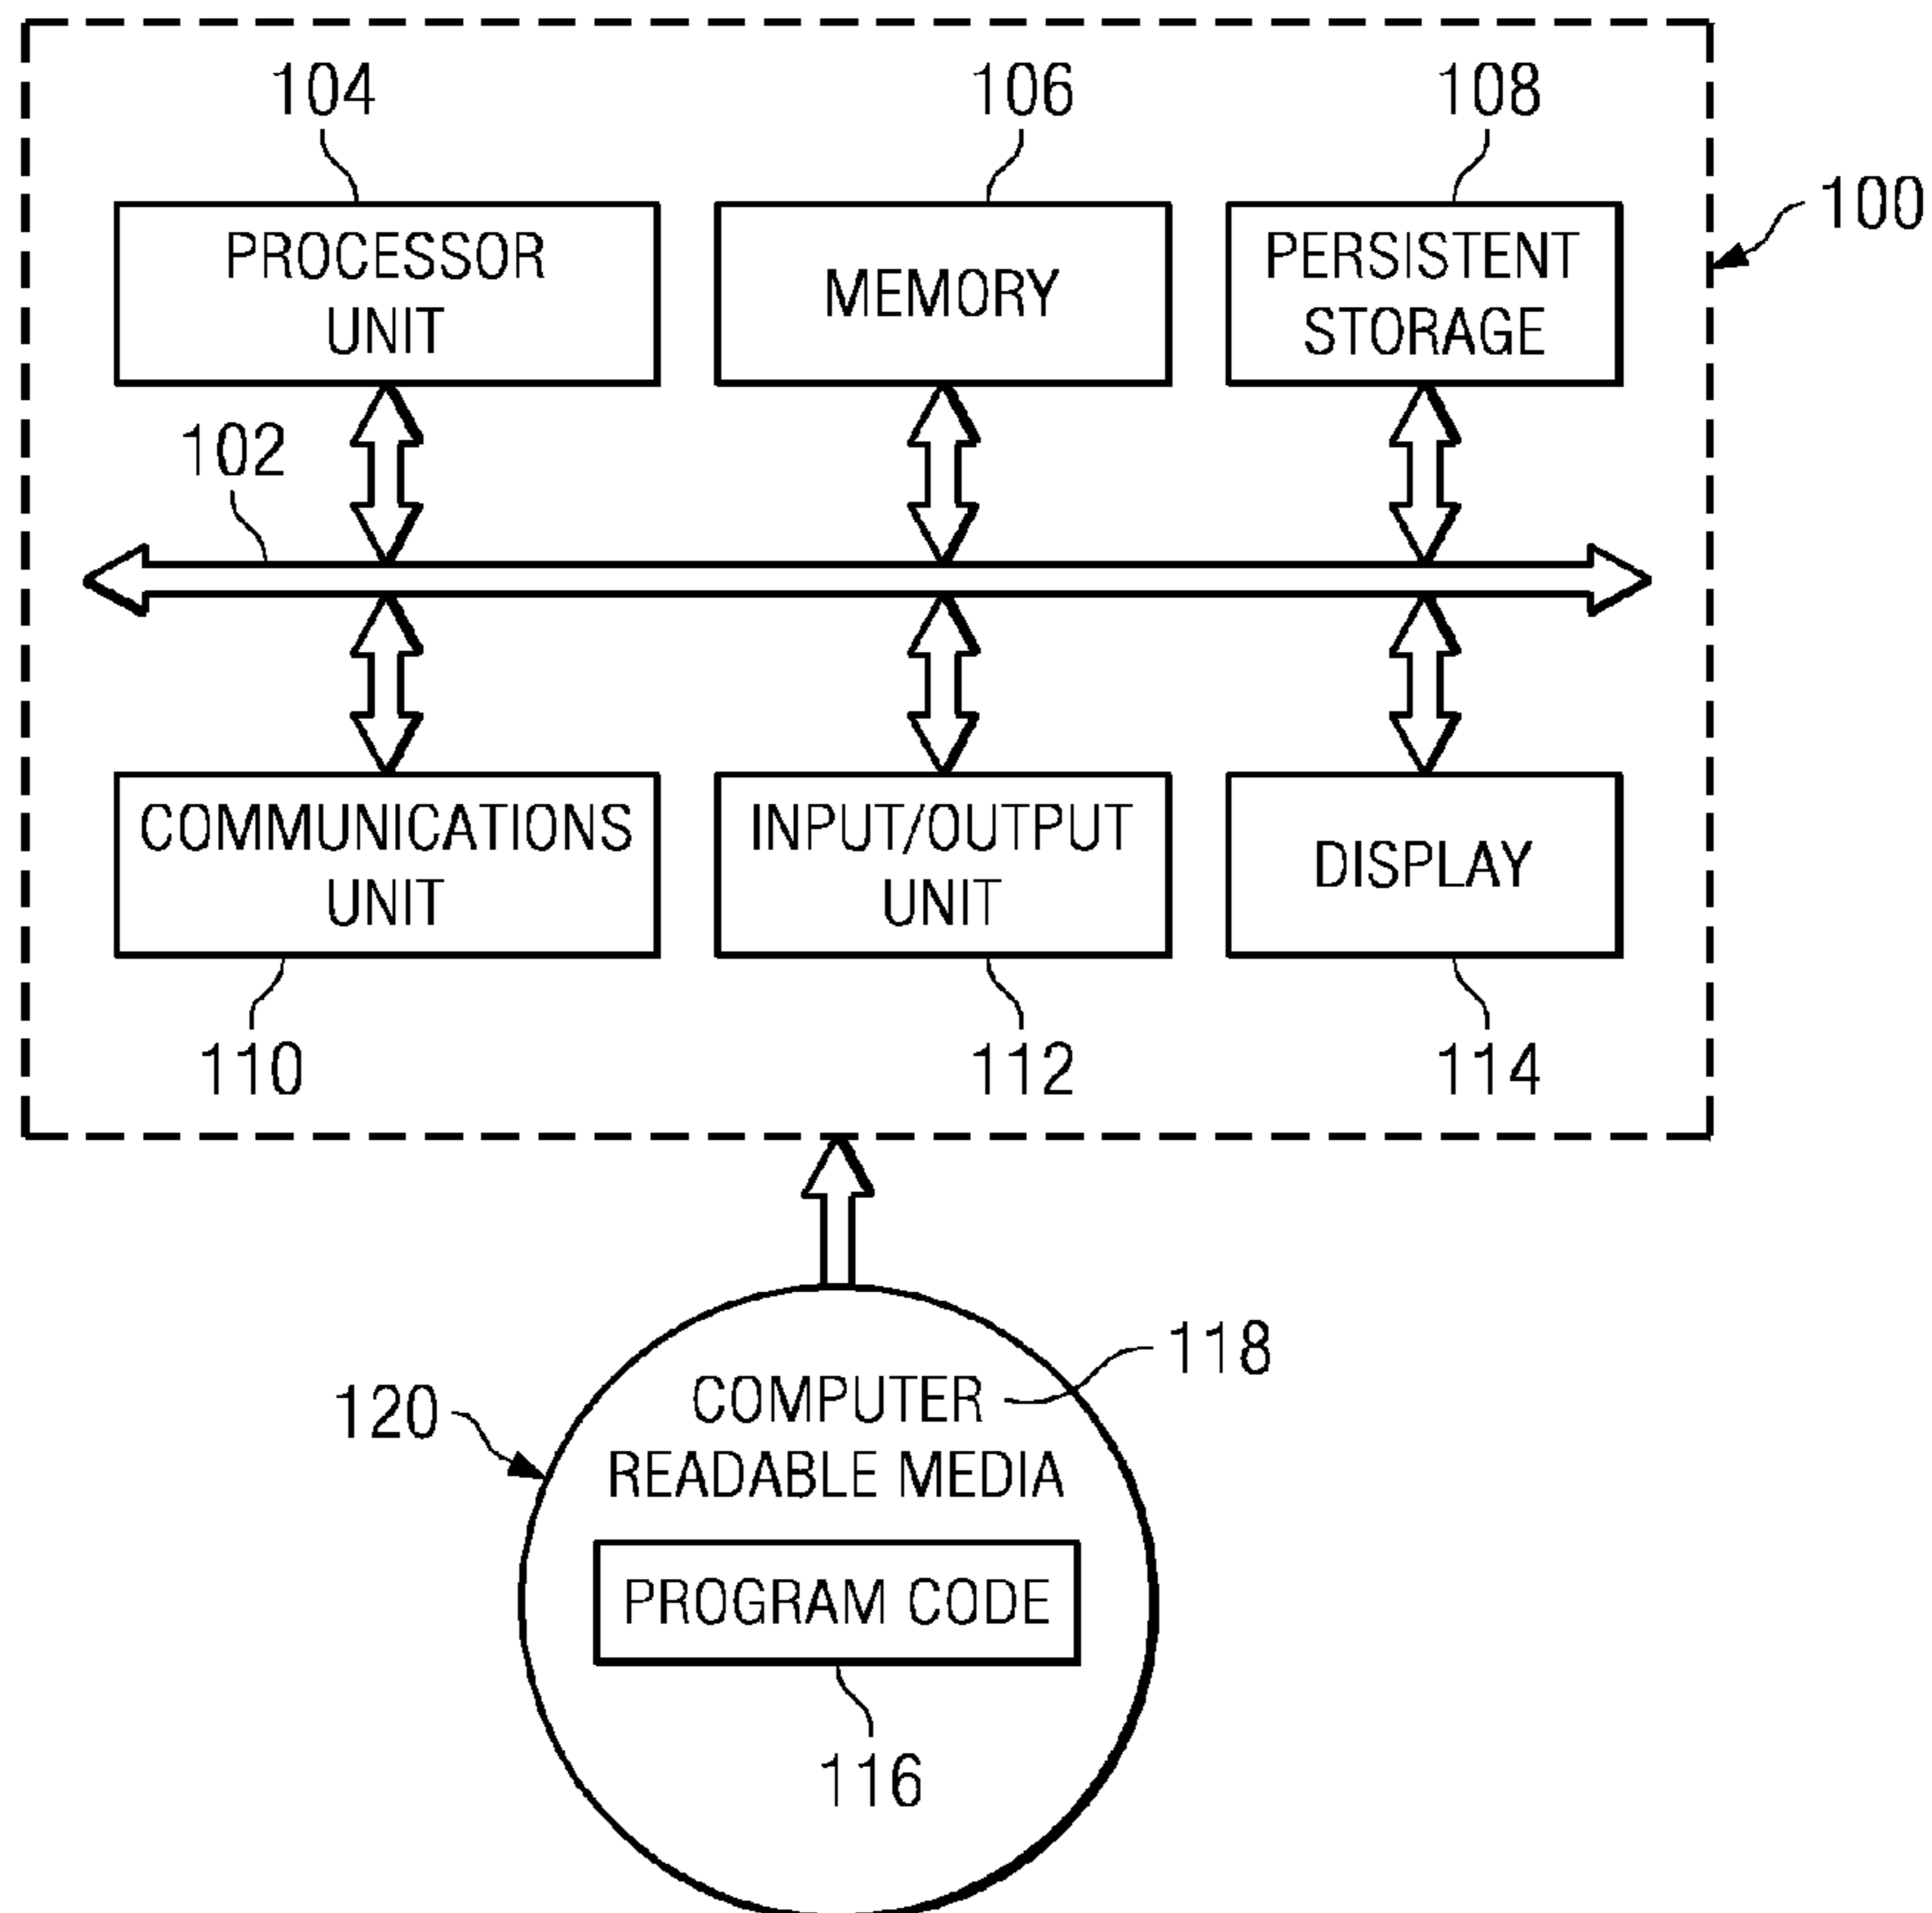 104
106
108
100
PROCESSOR
UNIT
MEMORY
PERSISTENT
STORAGE
102
COMMUNICATIONS
UNIT
INPUT/OUTPUT
UNIT
DISPLAY
110
112
114
118
120
COMPUTER
READABLE MEDIA
PROGRAM CODE
116